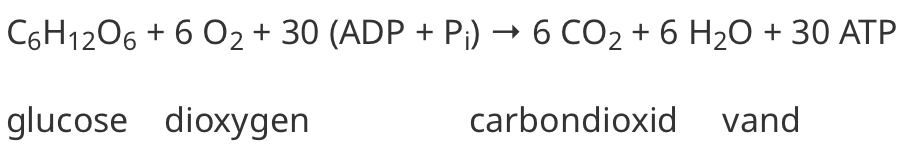 C₆H₁₂O₆ + 6 O₂ + 30 (ADP + Pᵢ) → 6 CO₂ + 6 H₂O + 30 ATP
glucose dioxygen carbondioxid vand